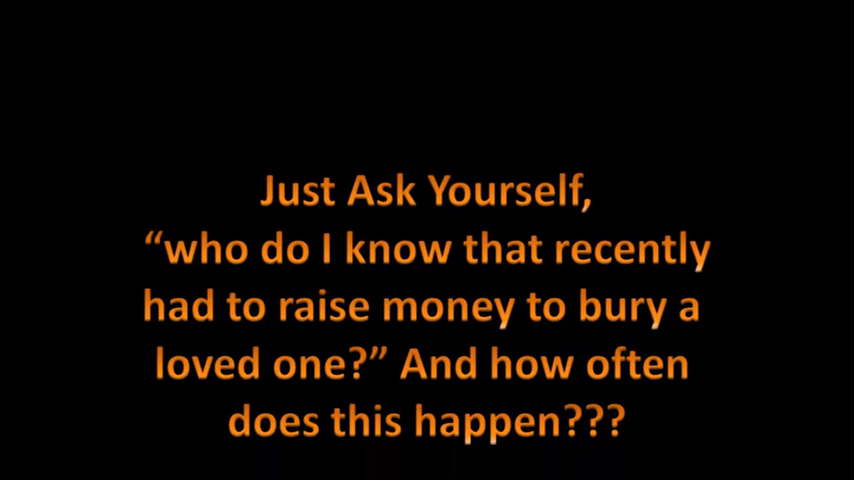 Just Ask Yourself,
“who do I know that recently
had to raise money to bury a
loved one?” And how often
does this happen???